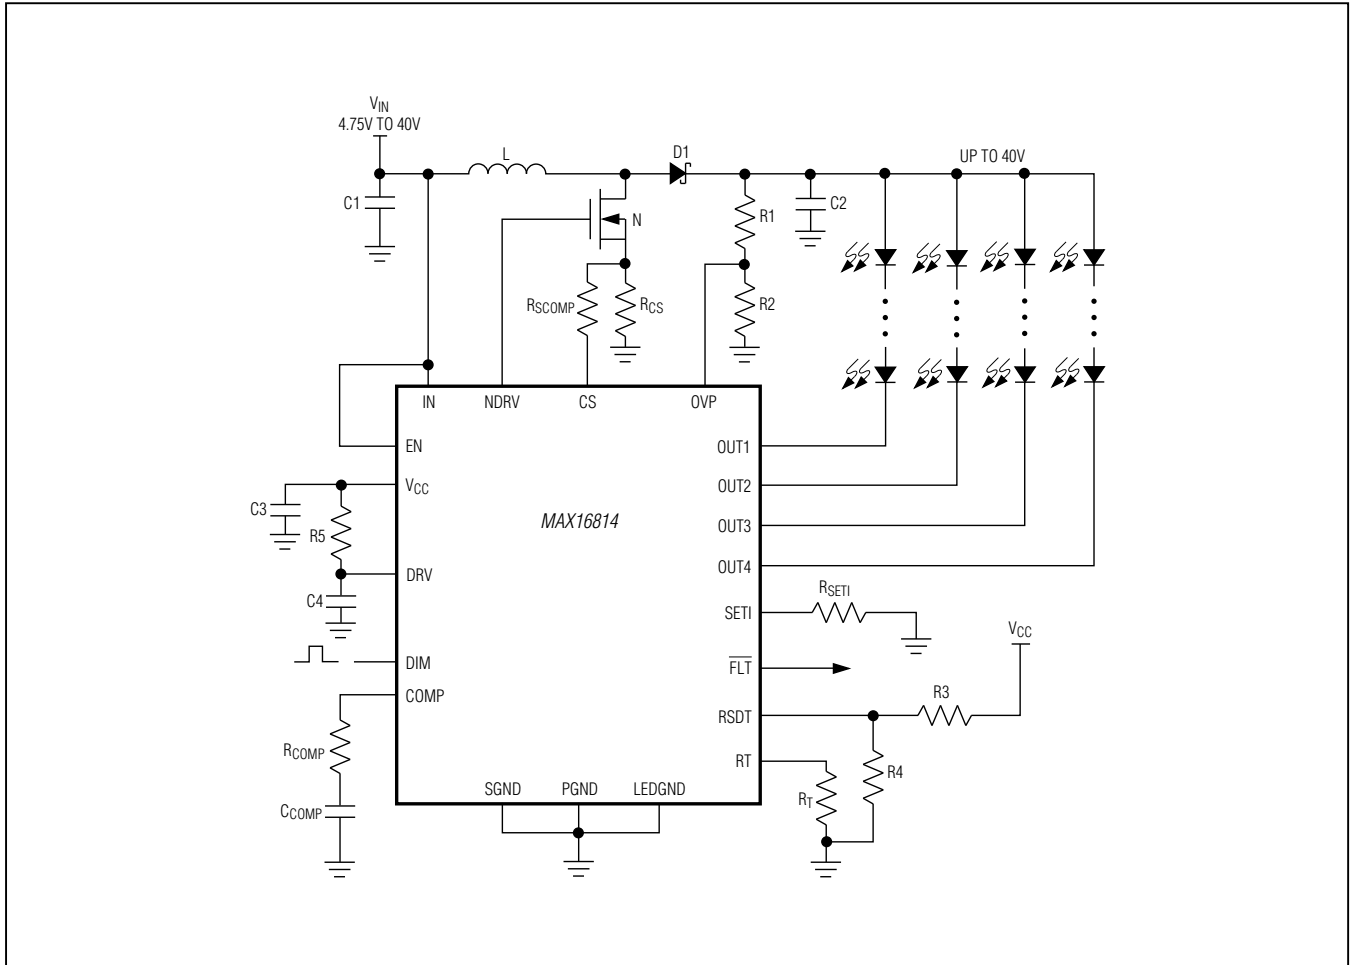 VIN
4.75V TO 40V
L
D1
UP TO 40V
C1
N
R1
C2
RSCOMP
RCS
R2
IN
NDRV
CS
OVP
EN
OUT1
VCC
OUT2
C3
R5
MAX16814
OUT3
DRV
OUT4
C4
SETI
RSETI
VCC
DIM
FLT
COMP
R3
RSDT
RCOMP
RT
R4
SGND
PGND
LEDGND
RT
CCOMP